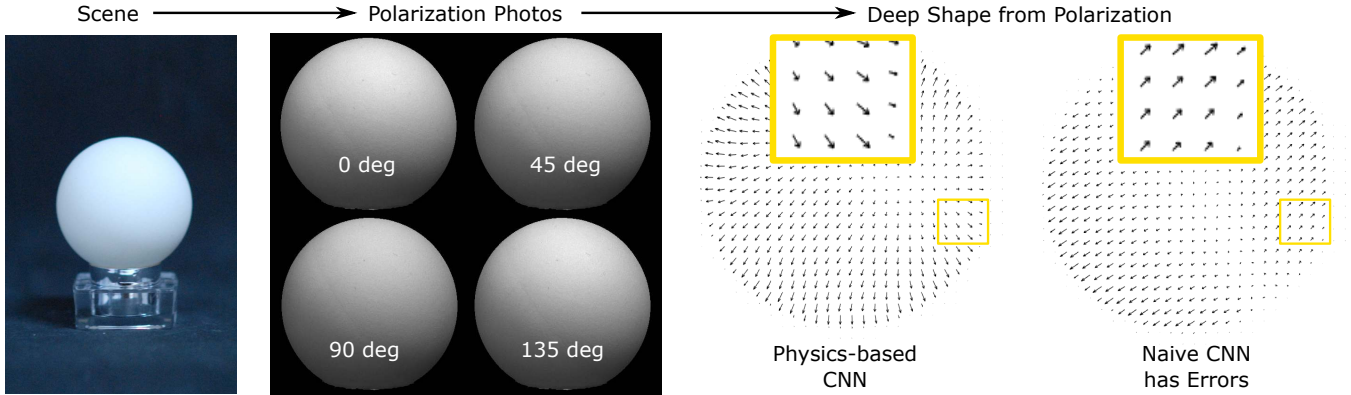 Scene
Polarization Photos
Deep Shape from Polarization
0 deg
45 deg
90 deg
135 deg
Physics-based
CNN
Naive CNN
has Errors